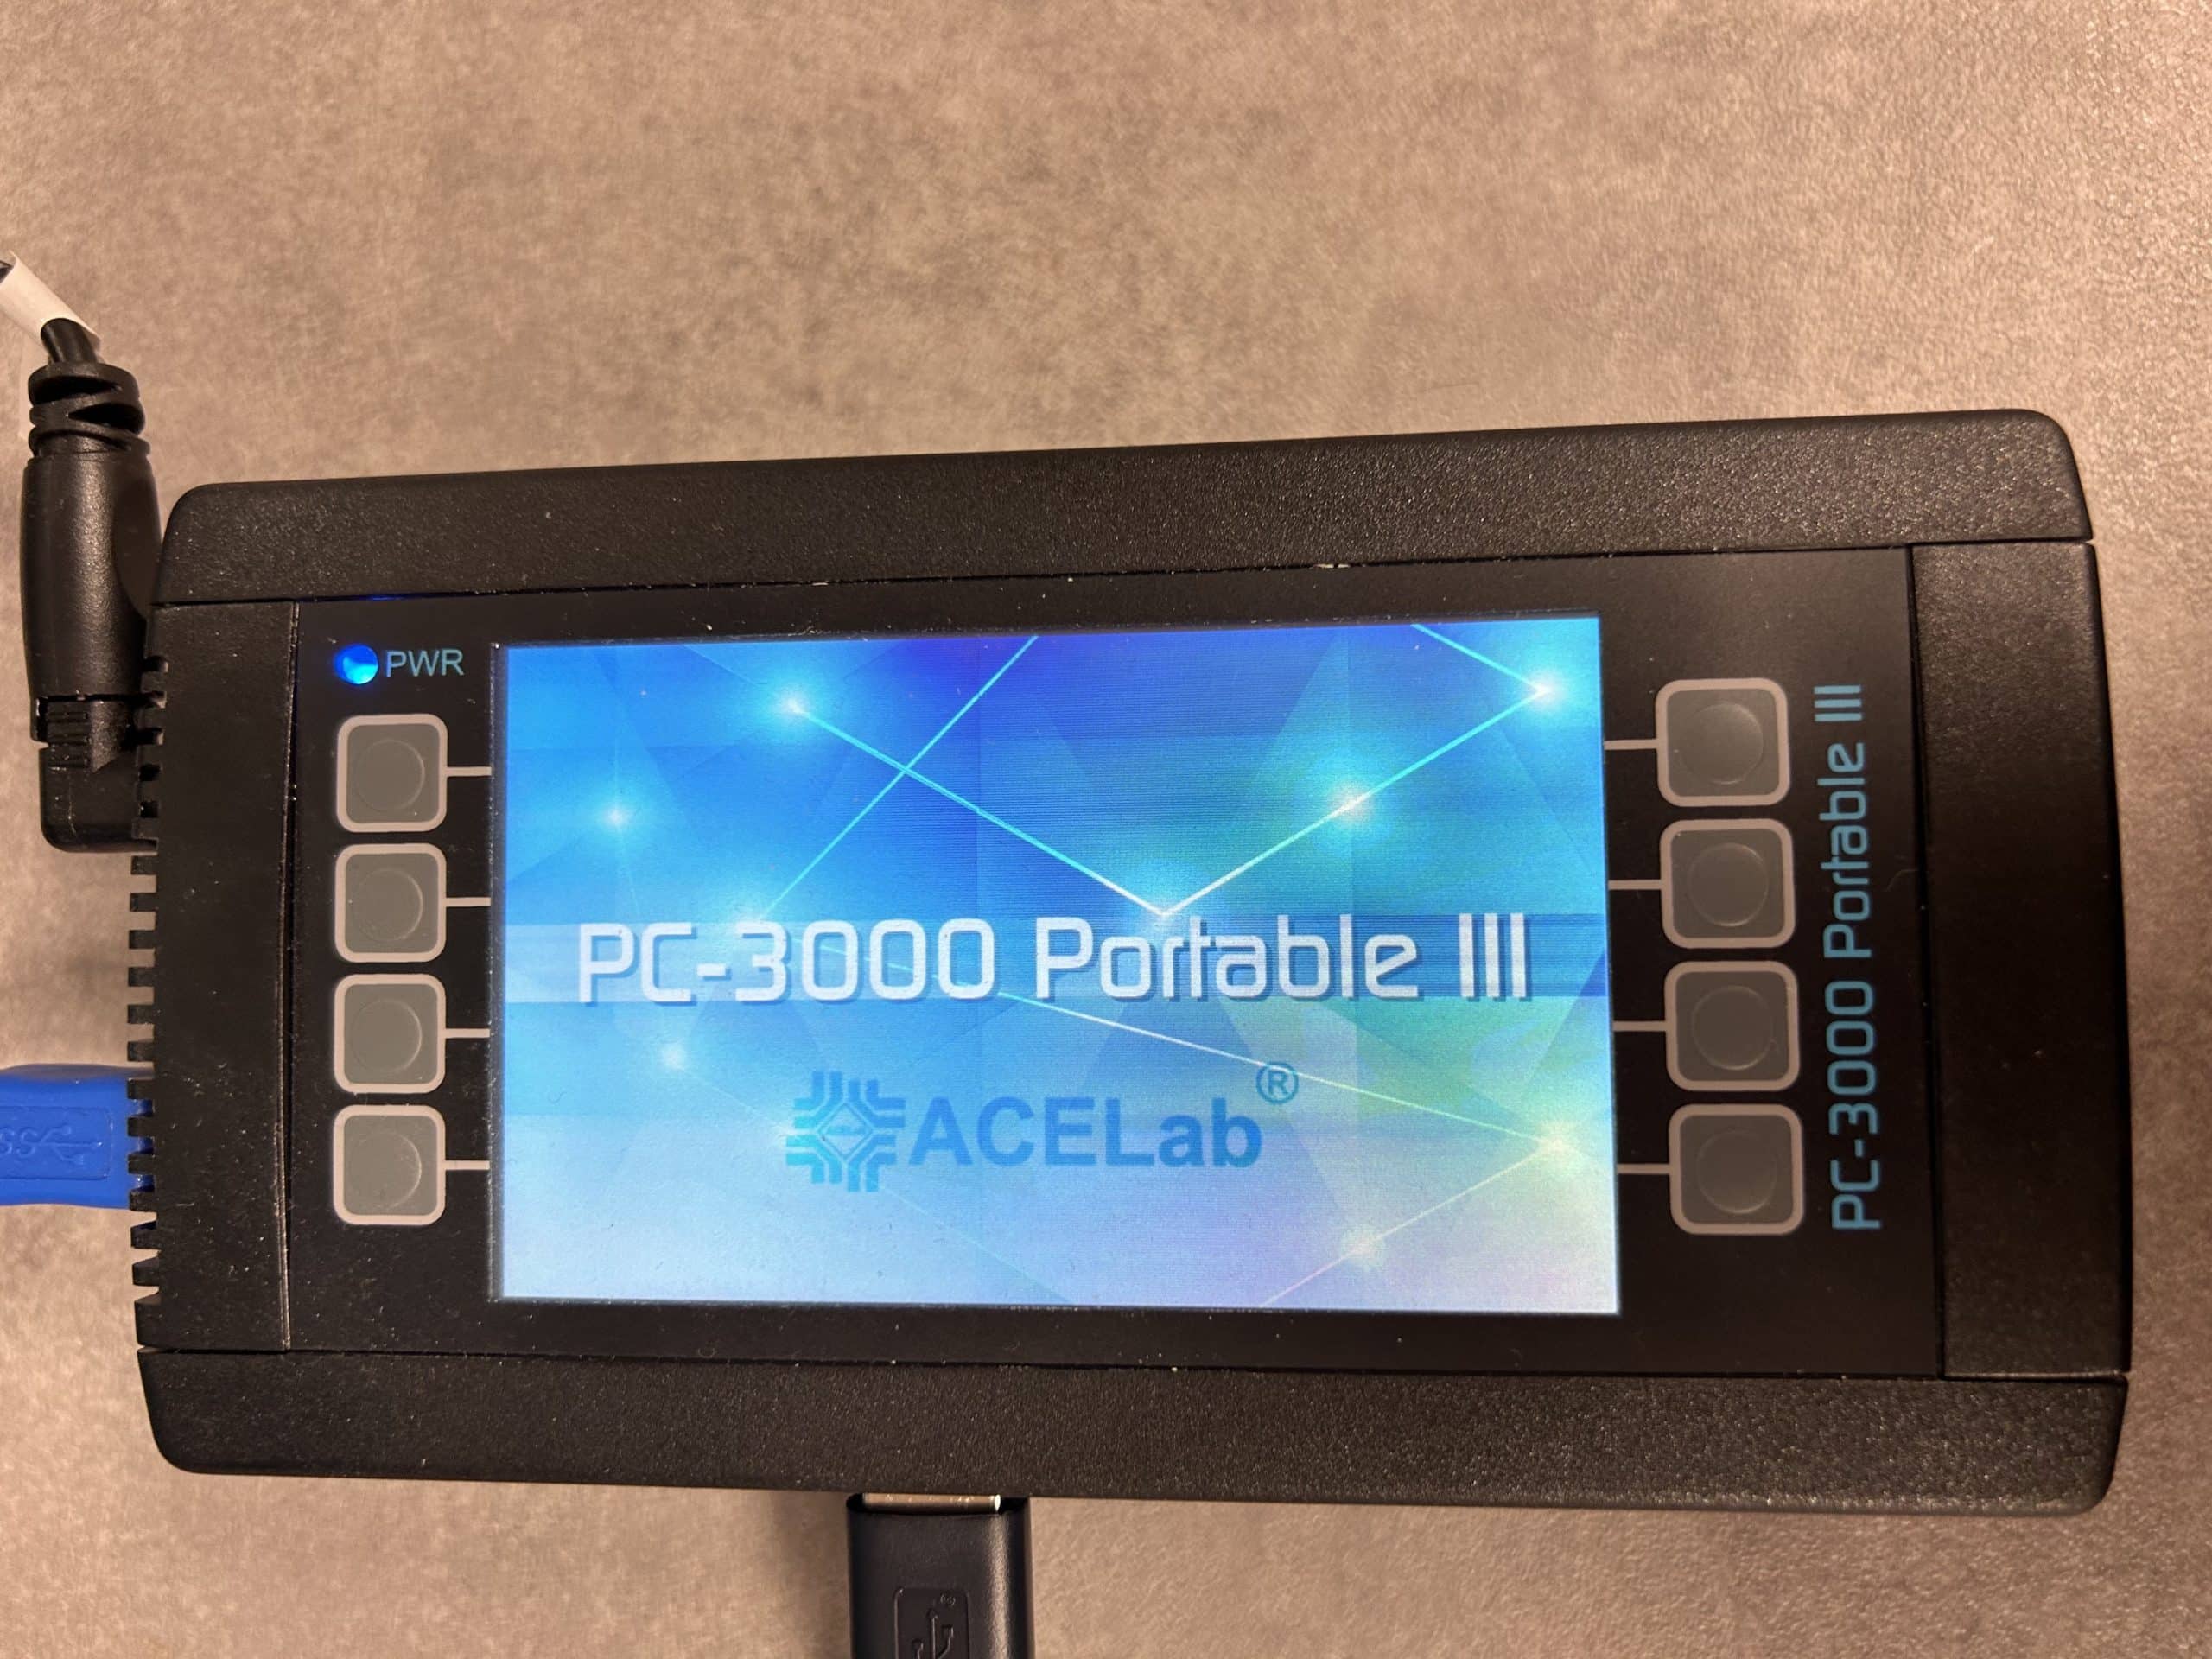 PWR
PC-3000 Portable III
ACELab®
PC-3000 Portable III
SS